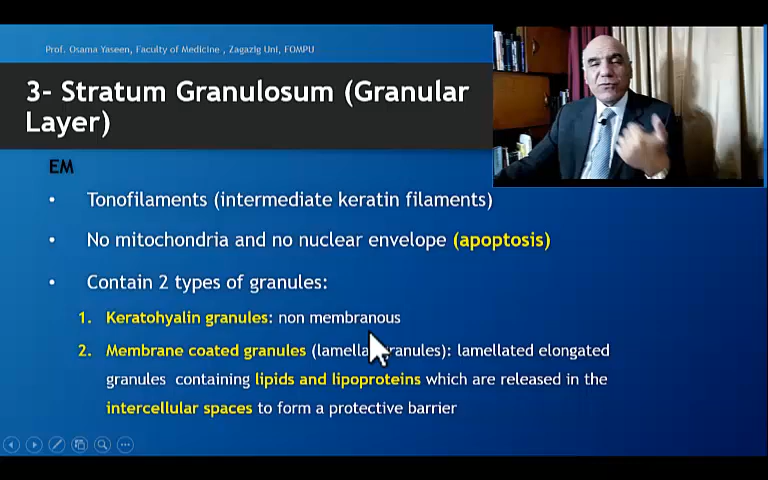 Prof. Osama Yaseen, Faculty of Medicine , Zagazig Uni, FOMPU
3- Stratum Granulosum (Granular
Layer)
EM
• Tonofilaments (intermediate keratin filaments)
• No mitochondria and no nuclear envelope (apoptosis)
• Contain 2 types of granules:
1. Keratohyalin granules: non membranous
2. Membrane coated granules (lamella ranules): lamellated elongated
granules containing lipids and lipoproteins which are released in the
intercellular spaces to form a protective barrier